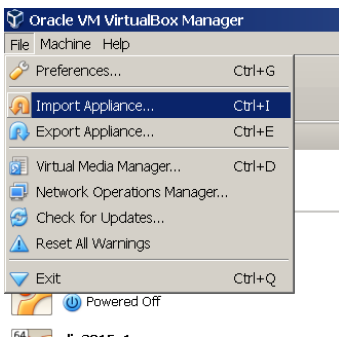 Oracle VM VirtualBox Manager
File Machine Help
Preferences... Ctrl+G
Import Appliance... Ctrl+I
Export Appliance... Ctrl+E
Virtual Media Manager... Ctrl+D
Network Operations Manager...
Check for Updates...
Reset All Warnings
Exit Ctrl+Q
Powered Off
64